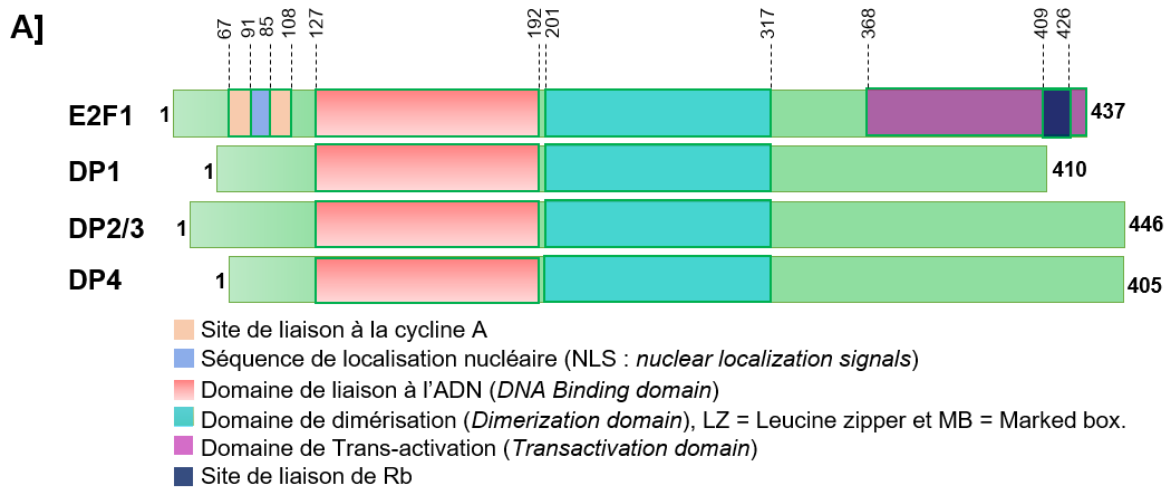 A]
67 91 85 108 127 192 201 317 368 409 426
E2F1 1 437
DP1 1 410
DP2/3 1 446
DP4 1 405
Site de liaison à la cycline A
Séquence de localisation nucléaire (NLS : nuclear localization signals)
Domaine de liaison à l'ADN (DNA Binding domain)
Domaine de dimérisation (Dimerization domain), LZ = Leucine zipper et MB = Marked box.
Domaine de Trans-activation (Transactivation domain)
Site de liaison de Rb